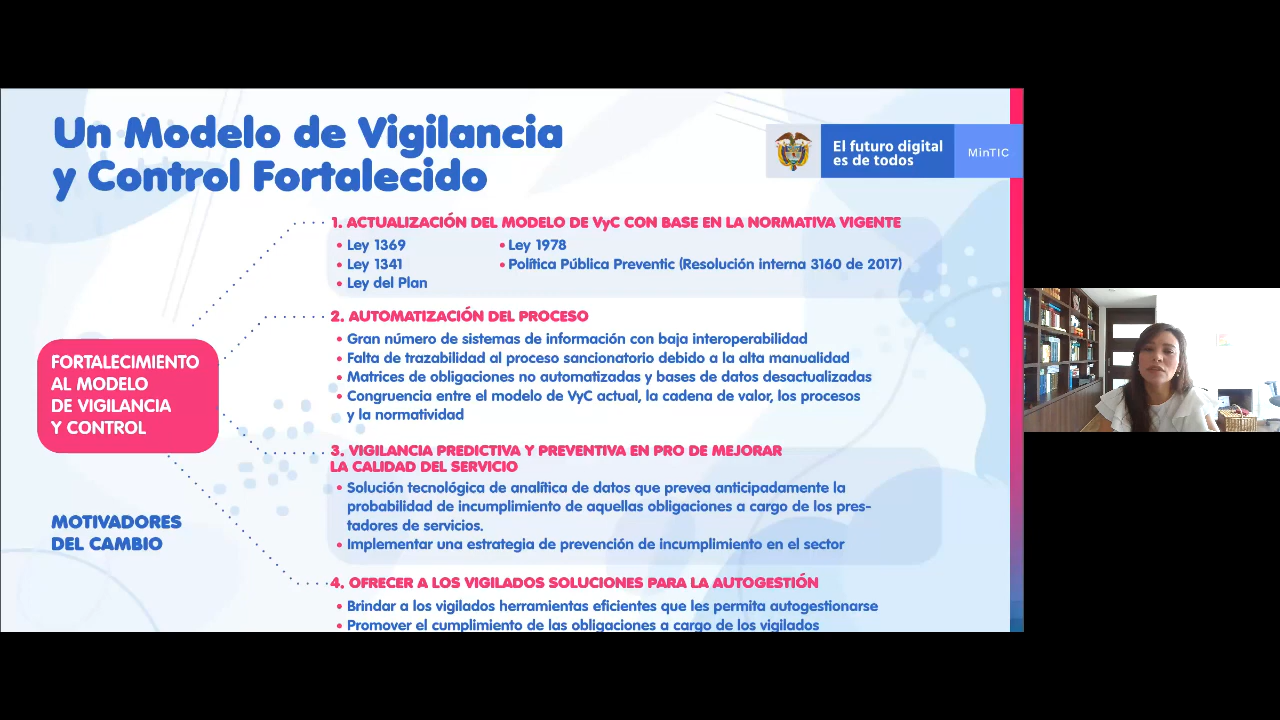 Un Modelo de Vigilancia
y Control Fortalecido
El futuro digital
es de todos
MinTIC
1. ACTUALIZACIÓN DEL MODELO DE VyC CON BASE EN LA NORMATIVA VIGENTE
• Ley 1369
• Ley 1341
• Ley del Plan
• Ley 1978
• Política Pública Preventic (Resolución interna 3160 de 2017)
2. AUTOMATIZACIÓN DEL PROCESO
• Gran número de sistemas de información con baja interoperabilidad
• Falta de trazabilidad al proceso sancionatorio debido a la alta manualidad
• Matrices de obligaciones no automatizadas y bases de datos desactualizadas
• Congruencia entre el modelo de VyC actual, la cadena de valor, los procesos
y la normatividad
FORTALECIMIENTO
AL MODELO
DE VIGILANCIA
Y CONTROL
3. VIGILANCIA PREDICTIVA Y PREVENTIVA EN PRO DE MEJORAR
LA CALIDAD DEL SERVICIO
• Solución tecnológica de analítica de datos que prevea anticipadamente la
probabilidad de incumplimiento de aquellas obligaciones a cargo de los pres-
tadores de servicios.
• Implementar una estrategia de prevención de incumplimiento en el sector
MOTIVADORES
DEL CAMBIO
4. OFRECER A LOS VIGILADOS SOLUCIONES PARA LA AUTOGESTIÓN
• Brindar a los vigilados herramientas eficientes que les permita autogestionarse
• Promover el cumplimiento de las obligaciones a cargo de los vigilados